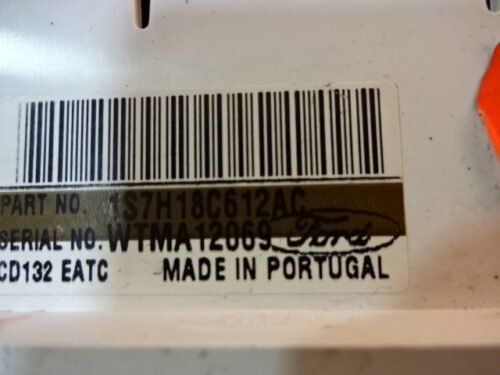 PART NO. 1S7H18C612AC
SERIAL NO. WTMA12069 Ford
CD132 EATC MADE IN PORTUGAL